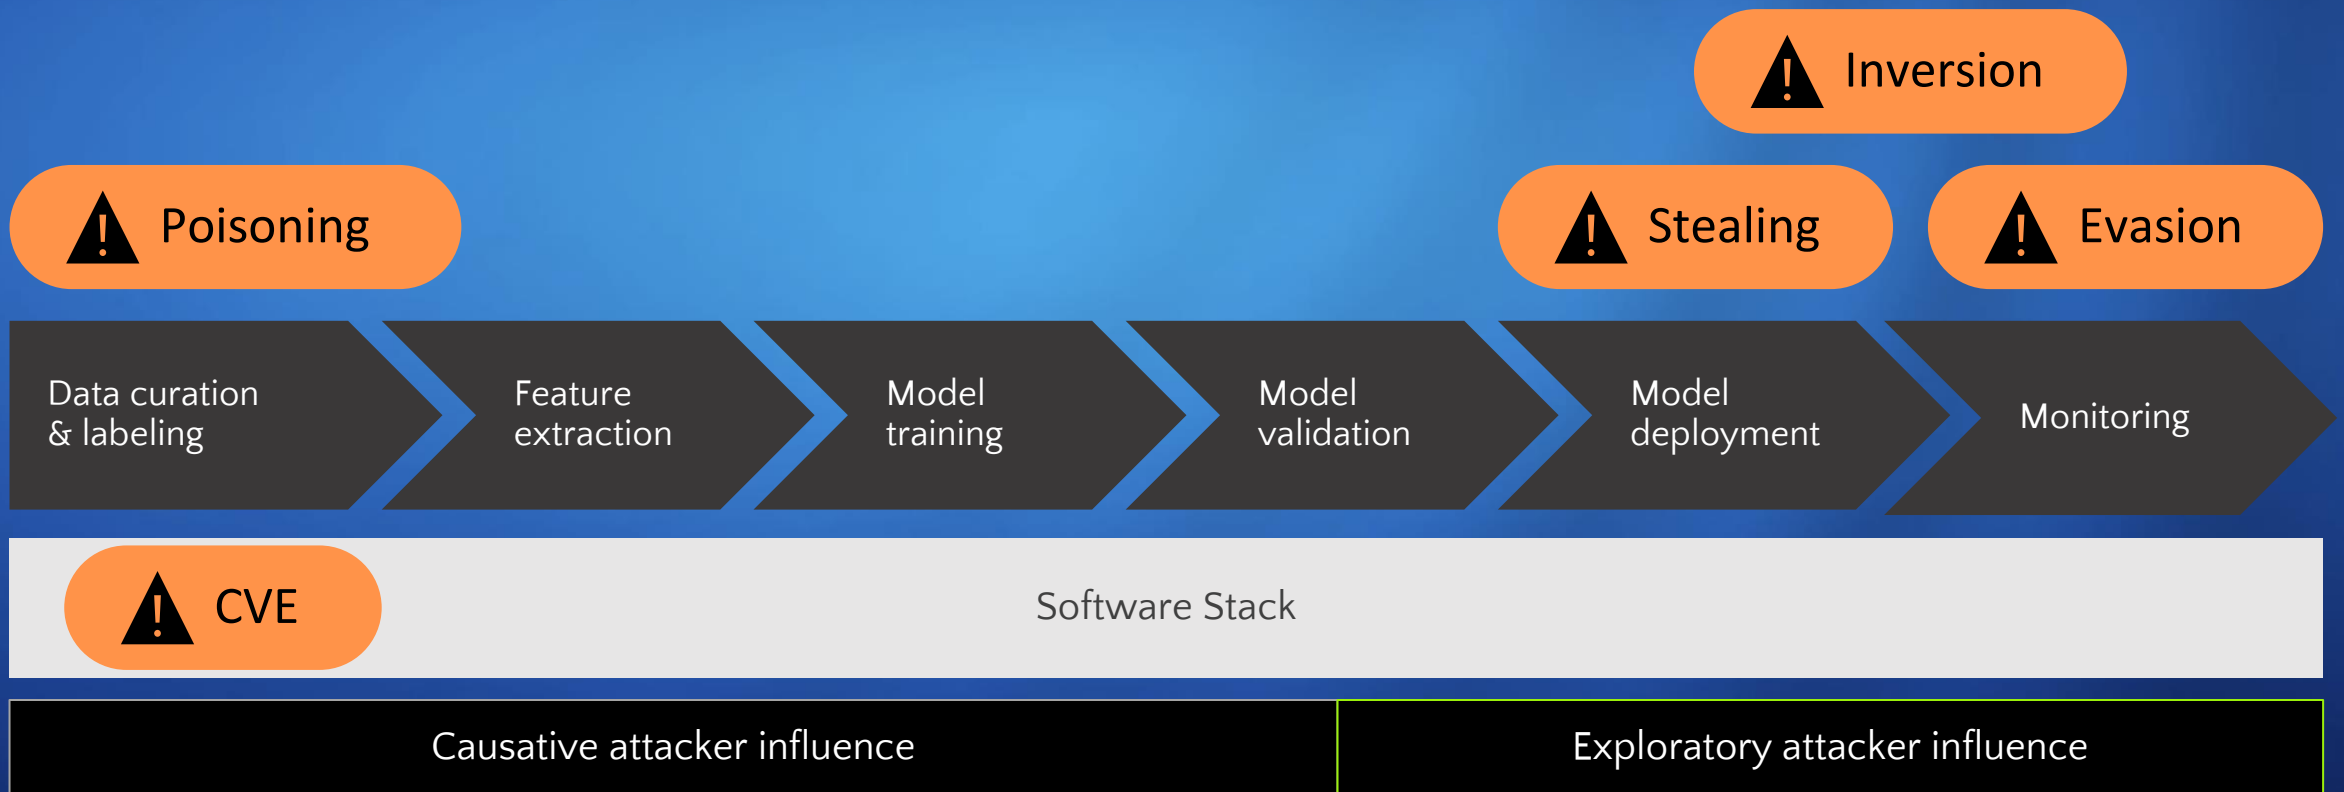 Inversion
Poisoning
Stealing
Evasion
Data curation
& labeling
Feature
extraction
Model
training
Model
validation
Model
deployment
Monitoring
CVE
Software Stack
Causative attacker influence
Exploratory attacker influence